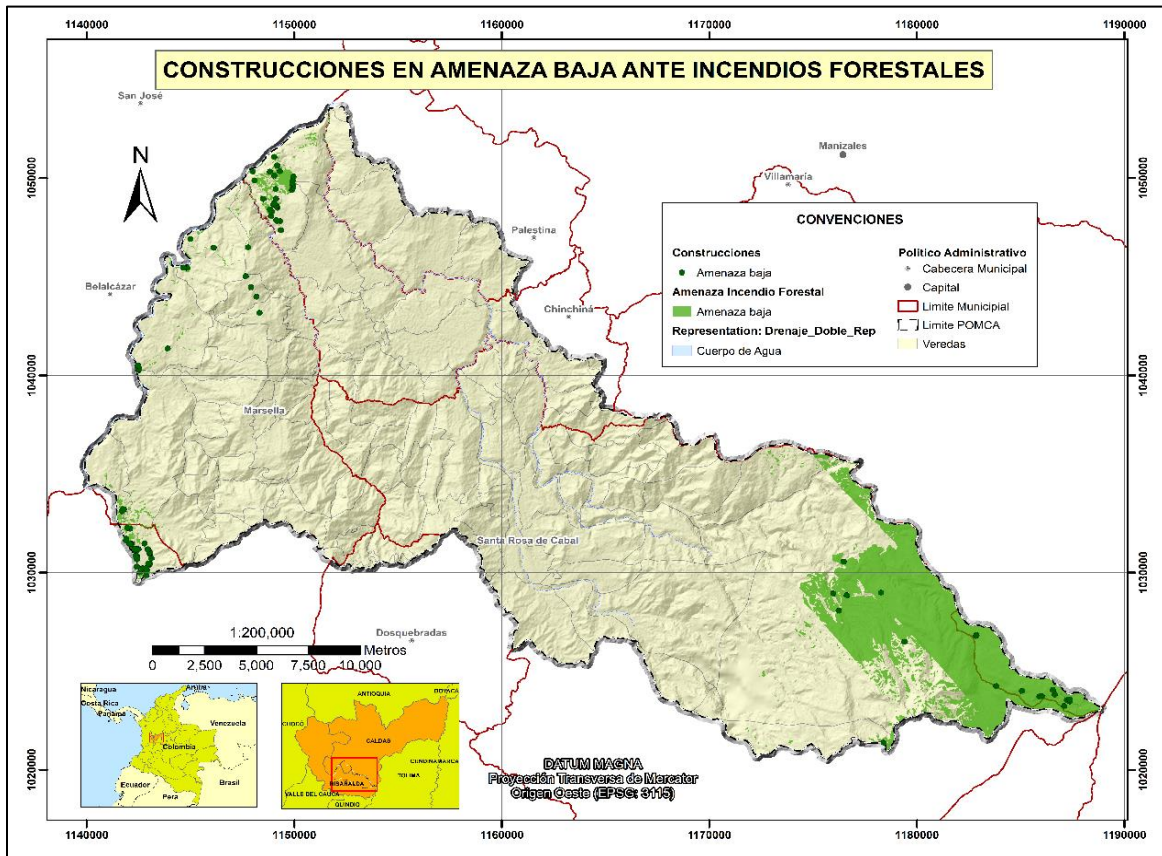 1140000 1150000 1160000 1170000 1180000 1190000
CONSTRUCCIONES EN AMENAZA BAJA ANTE INCENDIOS FORESTALES
San José
N
Manizales
Villamaría
1050000 1050000
CONVENCIONES
Construcciones
Amenaza baja
Amenaza Incendio Forestal
Amenaza baja
Representation: Drenaje_Doble_Rep
Cuerpo de Agua
Político Administrativo
Cabecera Municipal
Capital
Limite Municipal
Limite POMCA
Veredas
Palestina
Belalcázar
Chinchiná
1040000 1040000
Marsella
Santa Rosa de Cabal
1030000 1030000
Dosquebradas
1:200,000
Metros
0 2,500 5,000 7,500 10,000
Nicaragua
Costa Rica
Panamá
Venezuela
Colombia
Ecuador
Brasil
Peru
ANTIOQUIA
BOYACÁ
CHOCÓ
CALDAS
CUNDINAMARCA
TOLIMA
RISARALDA
VALLE DEL CAUCA
QUINDIO
1020000 1020000
DATUM MAGNA
Proyección Transversa de Mercator
Origen Oeste (EPSG: 3115)
1140000 1150000 1160000 1170000 1180000 1190000